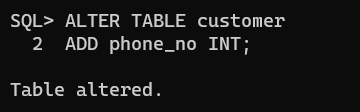 SQL> ALTER TABLE customer
  2  ADD phone_no INT;
Table altered.